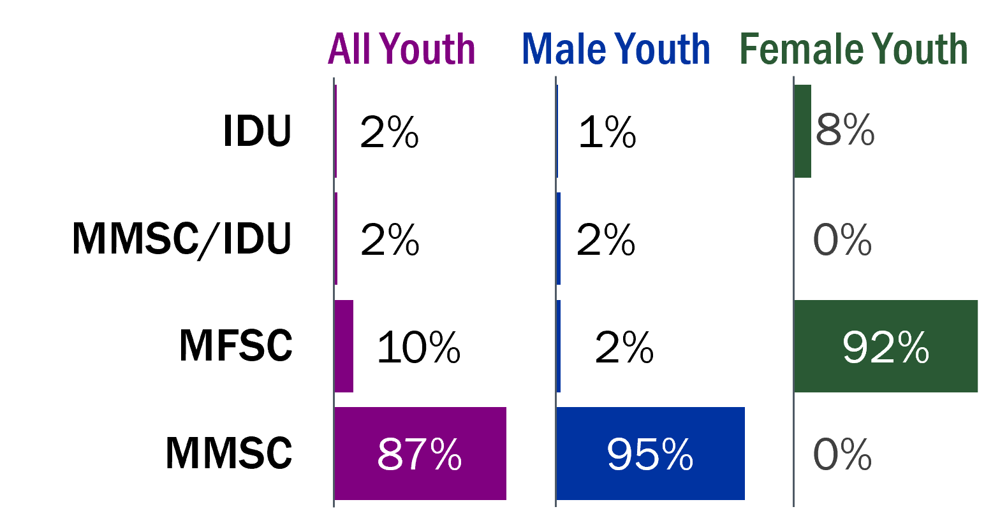 All Youth Male Youth Female Youth
IDU 2% 1% 8%
MMSC/IDU 2% 2% 0%
MFSC 10% 2% 92%
MMSC 87% 95% 0%